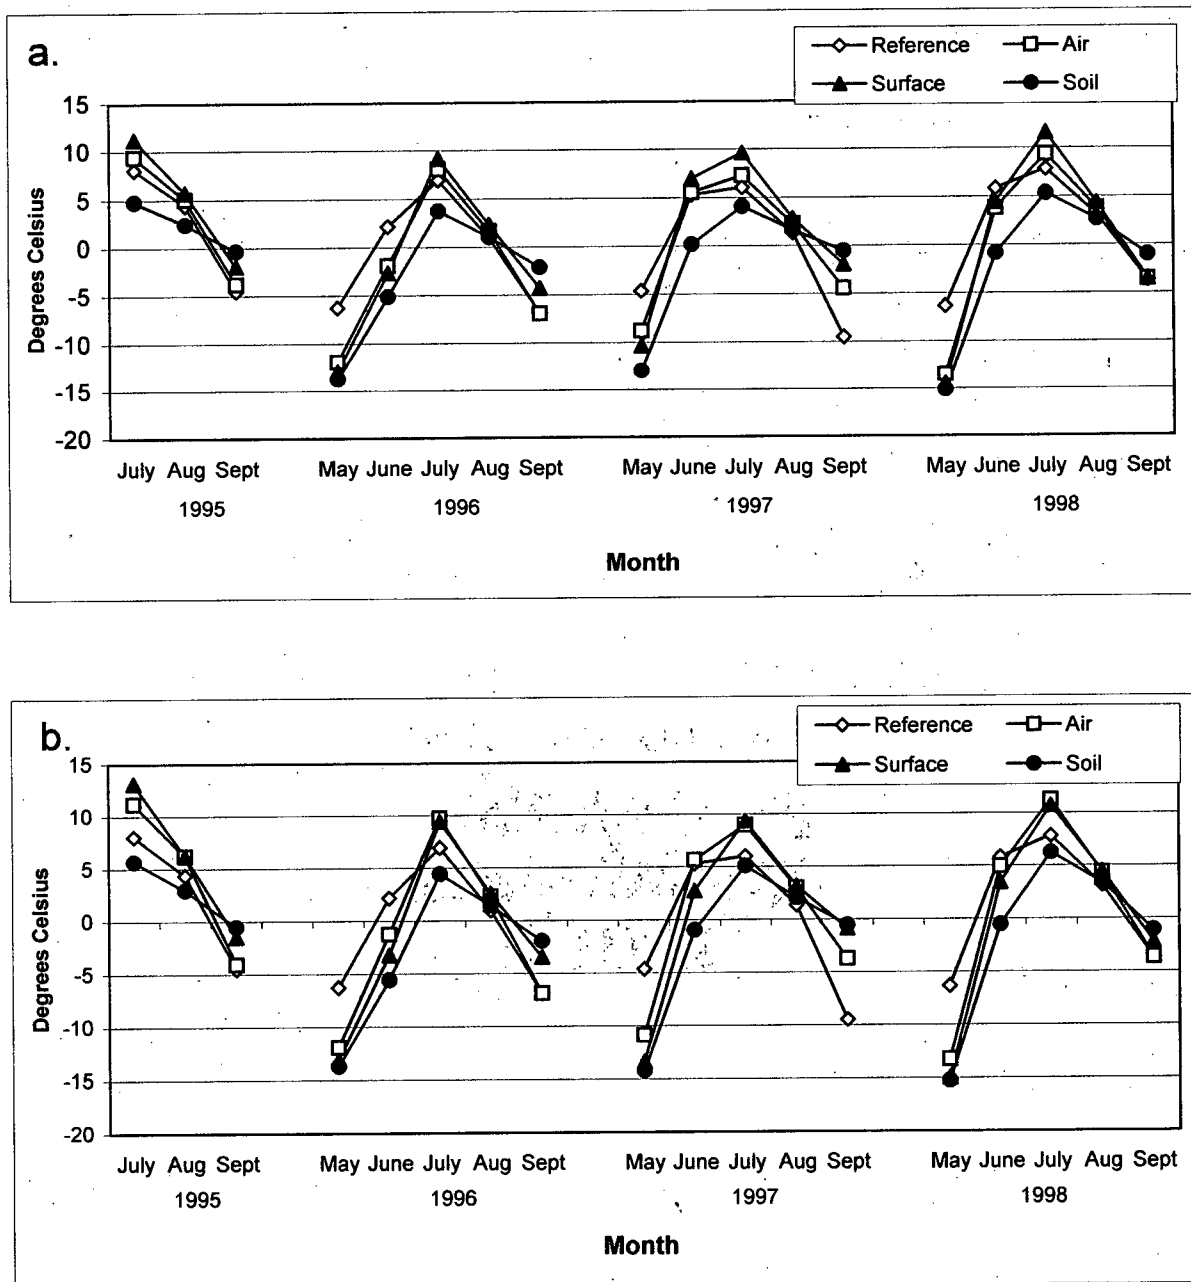 a.
Reference Air
Surface Soil
15
10
5
0
-5
-10
-15
-20
Degrees Celsius
July Aug Sept May June July Aug Sept May June July Aug Sept May June July Aug Sept
1995 1996 1997 1998
Month
b.
Reference Air
Surface Soil
15
10
5
0
-5
-10
-15
-20
Degrees Celsius
July Aug Sept May June July Aug Sept May June July Aug Sept May June July Aug Sept
1995 1996 1997 1998
Month